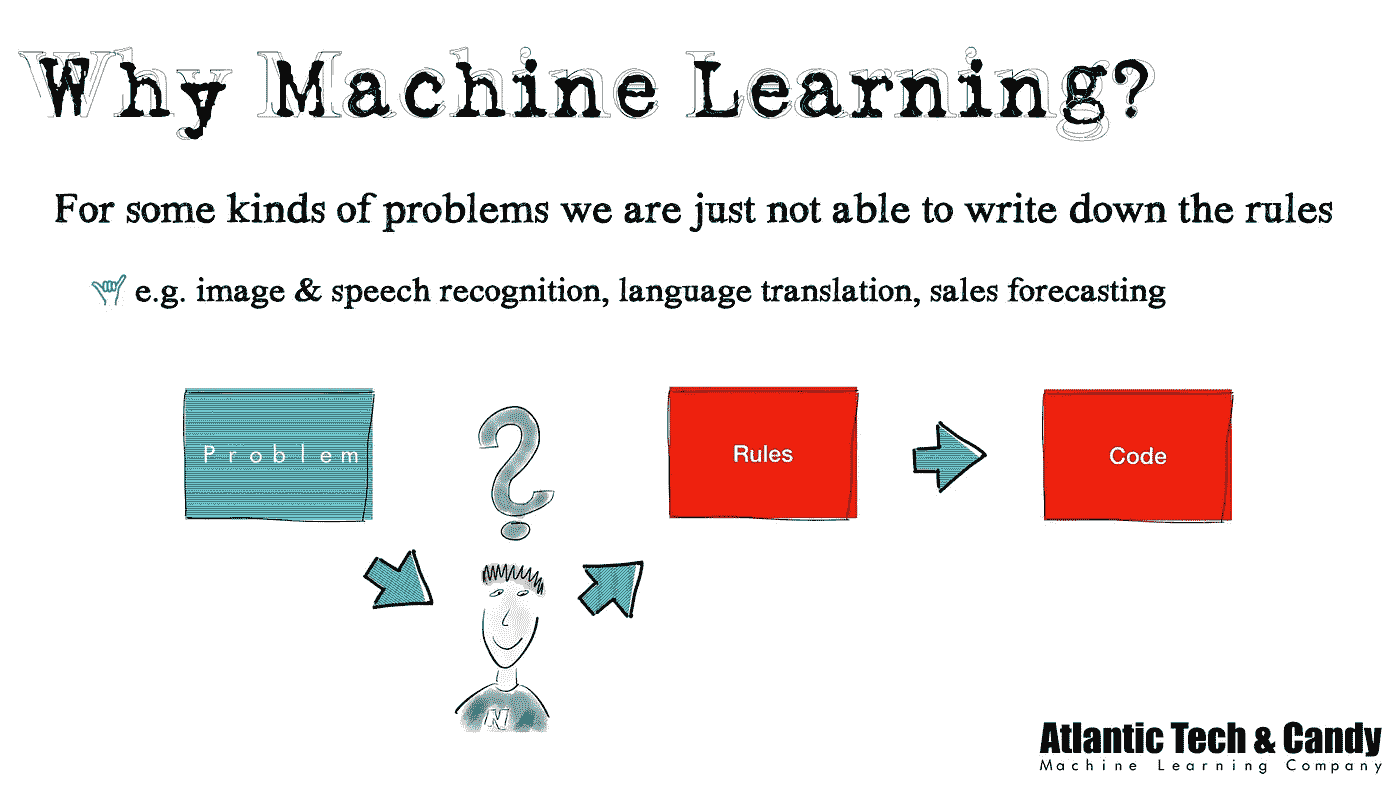 Why Machine Learning?
For some kinds of problems we are just not able to write down the rules
e.g. image & speech recognition, language translation, sales forecasting
Problem
?
Rules
Code
N
Atlantic Tech & Candy
Machine Learning Company